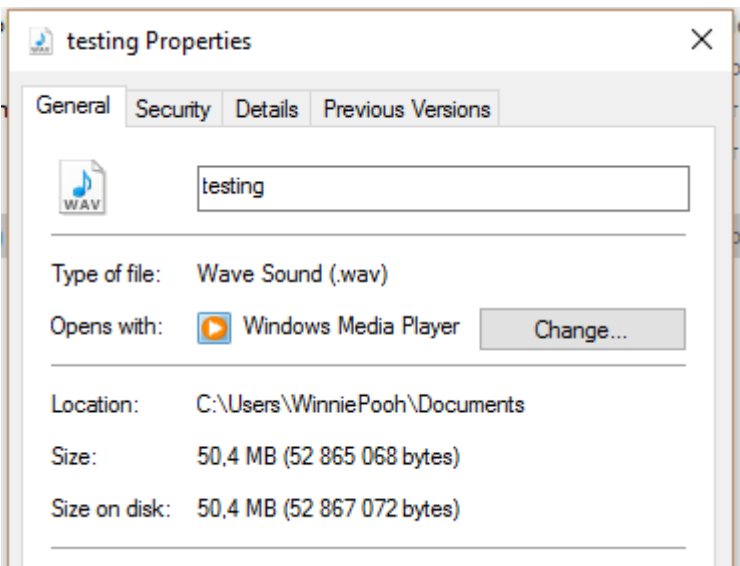 testing Properties
General Security Details Previous Versions
WAV
testing
Type of file: Wave Sound (.wav)
Opens with: Windows Media Player Change...
Location: C:\Users\WinniePooh\Documents
Size: 50,4 MB (52 865 068 bytes)
Size on disk: 50,4 MB (52 867 072 bytes)